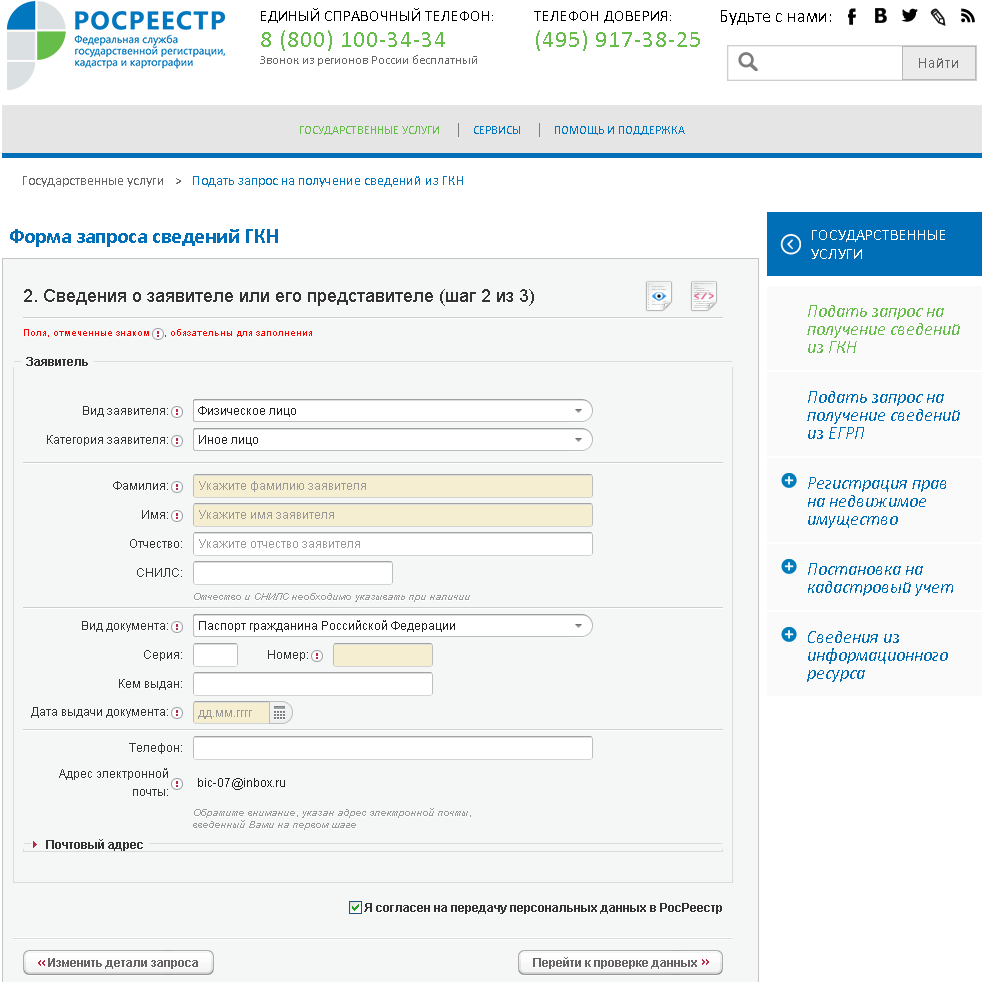 РОСРЕЕСТР
Федеральная служба
государственной регистрации,
кадастра и картографии
ЕДИНЫЙ СПРАВОЧНЫЙ ТЕЛЕФОН:
8 (800) 100-34-34
Звонок из регионов России бесплатный
ТЕЛЕФОН ДОВЕРИЯ:
(495) 917-38-25
Будьте с нами:
Найти
ГОСУДАРСТВЕННЫЕ УСЛУГИ | СЕРВИСЫ | ПОМОЩЬ И ПОДДЕРЖКА
Государственные услуги > Подать запрос на получение сведений из ГКН
Форма запроса сведений ГКН
2. Сведения о заявителе или его представителе (шаг 2 из 3)
Поля, отмеченные знаком, обязательны для заполнения
Заявитель
Вид заявителя: Физическое лицо
Категория заявителя: Иное лицо
Фамилия: Укажите фамилию заявителя
Имя: Укажите имя заявителя
Отчество: Укажите отчество заявителя
СНИЛС:
Отчество и СНИЛС необходимо указывать при наличии
Вид документа: Паспорт гражданина Российской Федерации
Серия: Номер:
Кем выдан:
Дата выдачи документа: дд.мм.гггг
Телефон:
Адрес электронной
почты: bic-07@inbox.ru
Обратите внимание, указан адрес электронной почты,
введенный Вами на первом шаге
Почтовый адрес
Я согласен на передачу персональных данных в РосРеестр
«Изменить детали запроса
Перейти к проверке данных »
ГОСУДАРСТВЕННЫЕ
УСЛУГИ
Подать запрос на
получение сведений
из ГКН
Подать запрос на
получение сведений
из ЕГРП
Регистрация прав
на недвижимое
имущество
Постановка на
кадастровый учет
Сведения из
информационного
ресурса